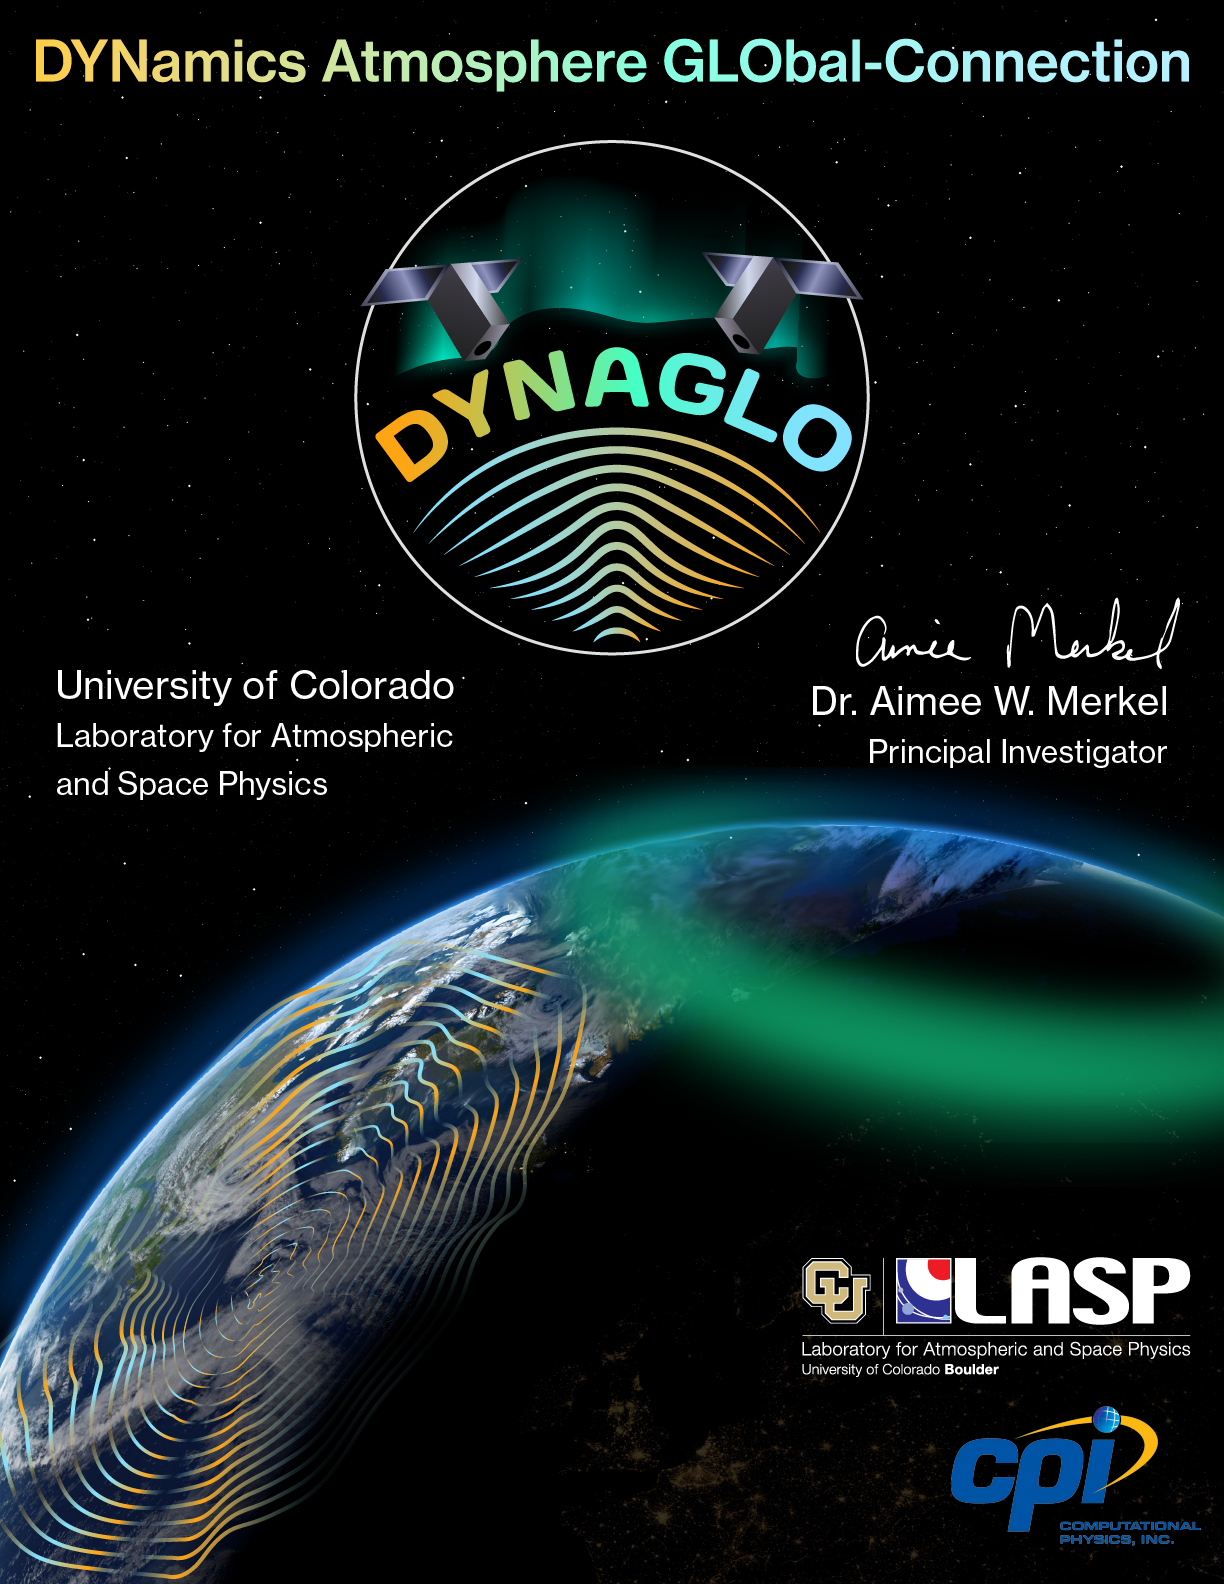 DYNamics Atmosphere GLObal-Connection
DYNAGLO
Aimee Merkel
University of Colorado
Laboratory for Atmospheric
and Space Physics
Dr. Aimee W. Merkel
Principal Investigator
CU LASP
Laboratory for Atmospheric and Space Physics
University of Colorado Boulder
cpi
COMPUTATIONAL
PHYSICS, INC.